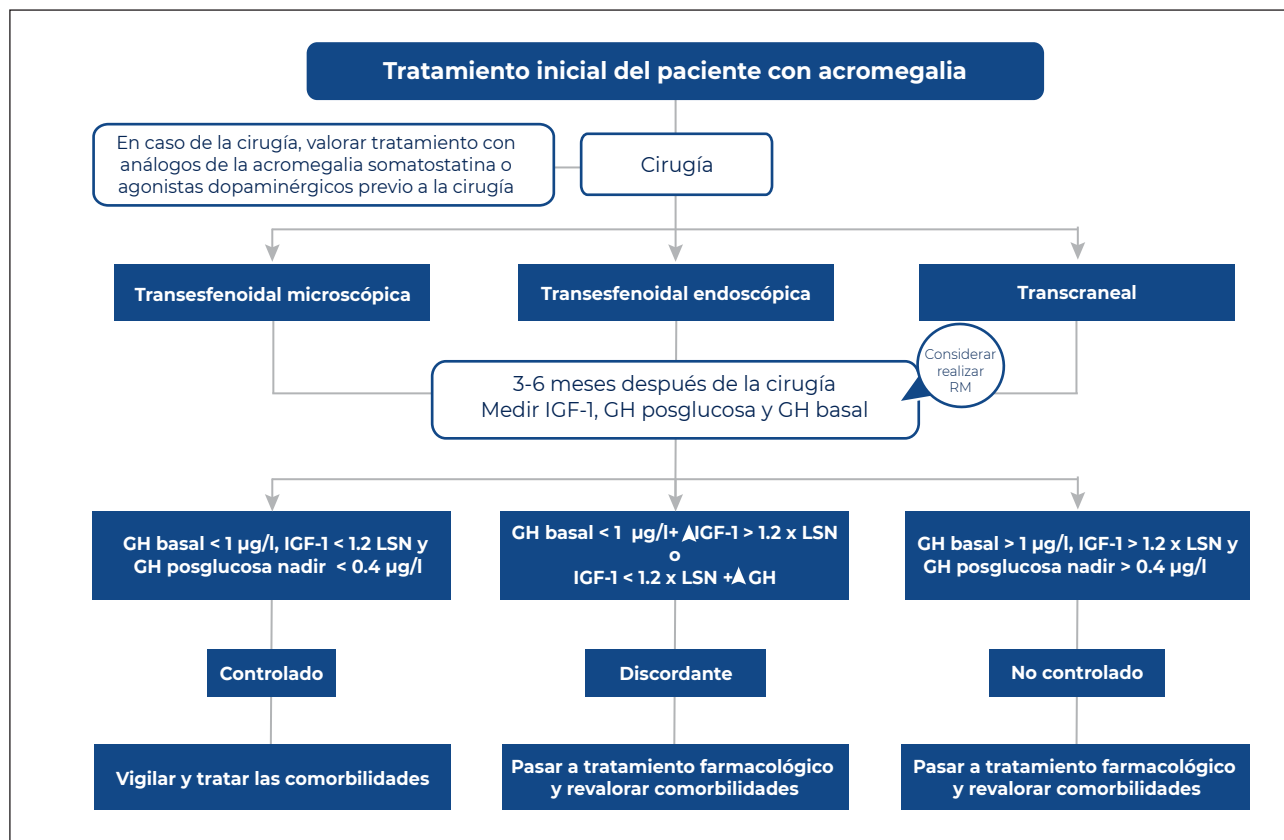 Tratamiento inicial del paciente con acromegalia
En caso de la cirugía, valorar tratamiento con
análogos de la acromegalia somatostatina o
agonistas dopaminérgicos previo a la cirugía
Cirugía
Transesfenoidal microscópica
Transesfenoidal endoscópica
Transcraneal
Considerar
realizar
RM
3-6 meses después de la cirugía
Medir IGF-1, GH posglucosa y GH basal
GH basal < 1 µg/l, IGF-1 < 1.2 LSN y
GH posglucosa nadir < 0.4 µg/l
GH basal < 1 µg/l+ ▲IGF-1 > 1.2 x LSN
o
IGF-1 < 1.2 x LSN +▲GH
GH basal > 1 µg/l, IGF-1 > 1.2 x LSN y
GH posglucosa nadir > 0.4 µg/l
Controlado
Discordante
No controlado
Vigilar y tratar las comorbilidades
Pasar a tratamiento farmacológico
y revalorar comorbilidades
Pasar a tratamiento farmacológico
y revalorar comorbilidades